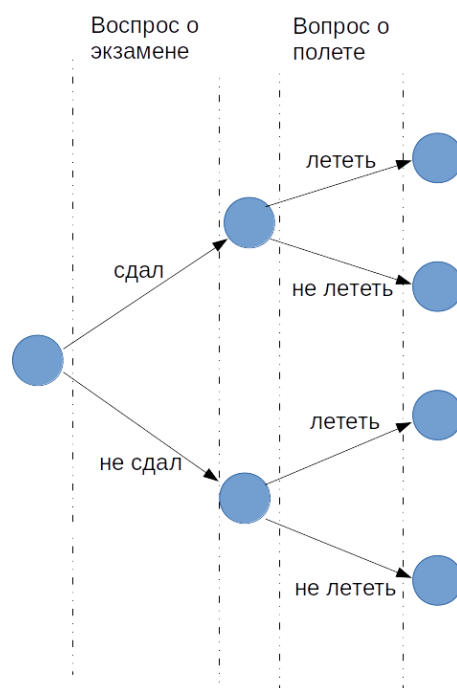 Воспрос о
экзамене
Вопрос о
полете
лететь
сдал
не лететь
лететь
не сдал
не лететь